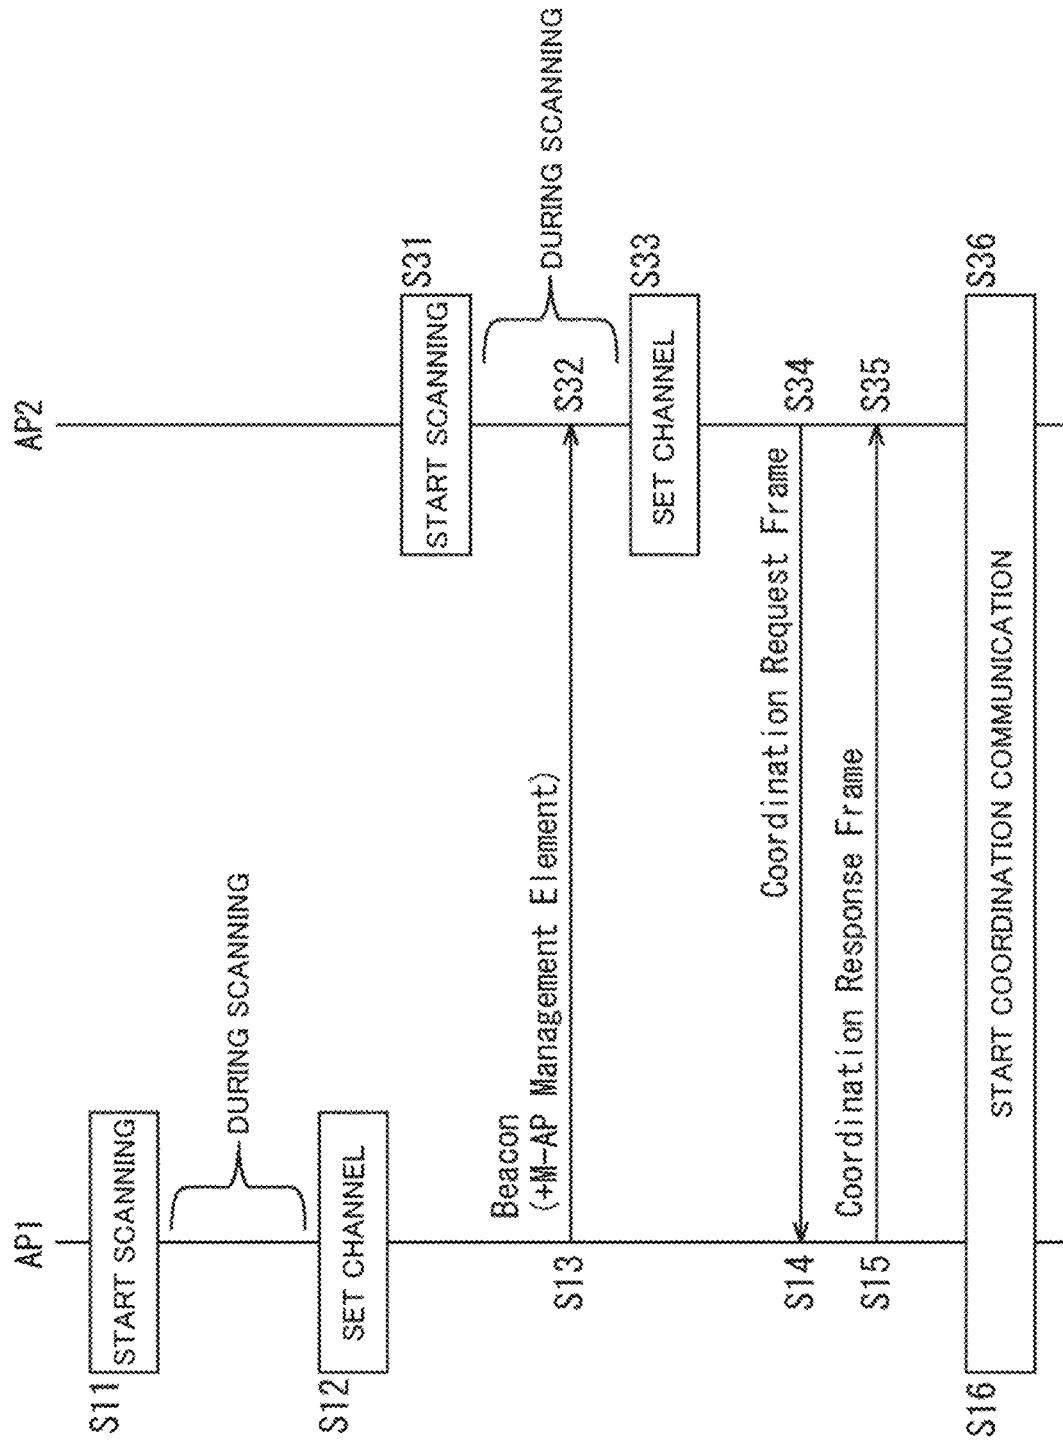 AP1
AP2
S11
START SCANNING
DURING SCANNING
S12
SET CHANNEL
START SCANNING
S31
DURING SCANNING
Beacon
(+M-AP Management Element)
S13
S32
SET CHANNEL
S33
Coordination Request Frame
S14
S34
Coordination Response Frame
S15
S35
S16
START COORDINATION COMMUNICATION
S36